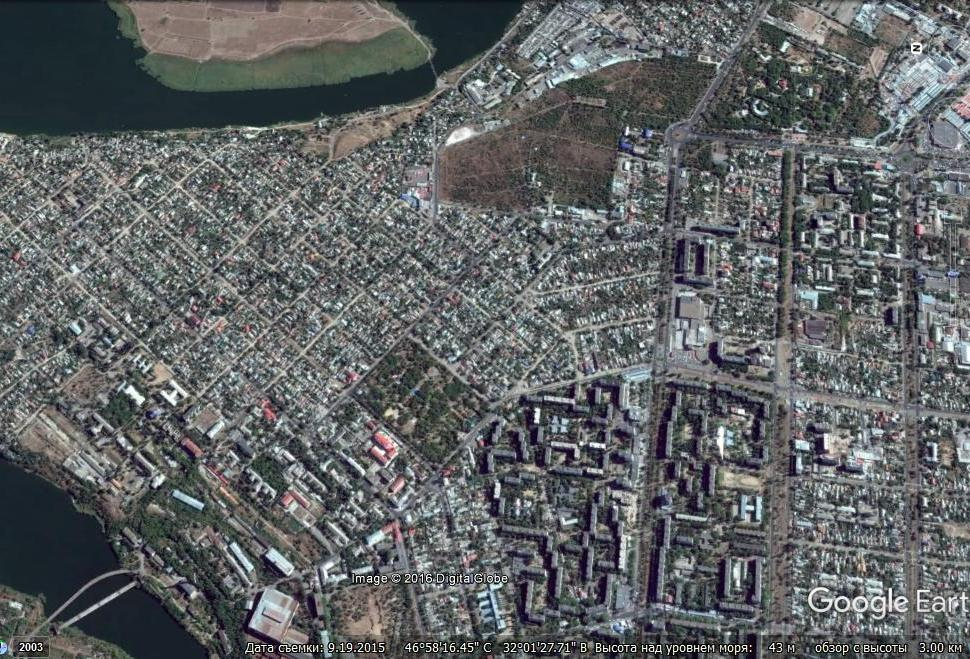 N
Image © 2016 DigitalGlobe
Google Eart
2003
Дата съемки: 9.19.2015 46°58'16.45" С 32°01'27.71" В Высота над уровнем моря: 43 м обзор с высоты 3.00 км